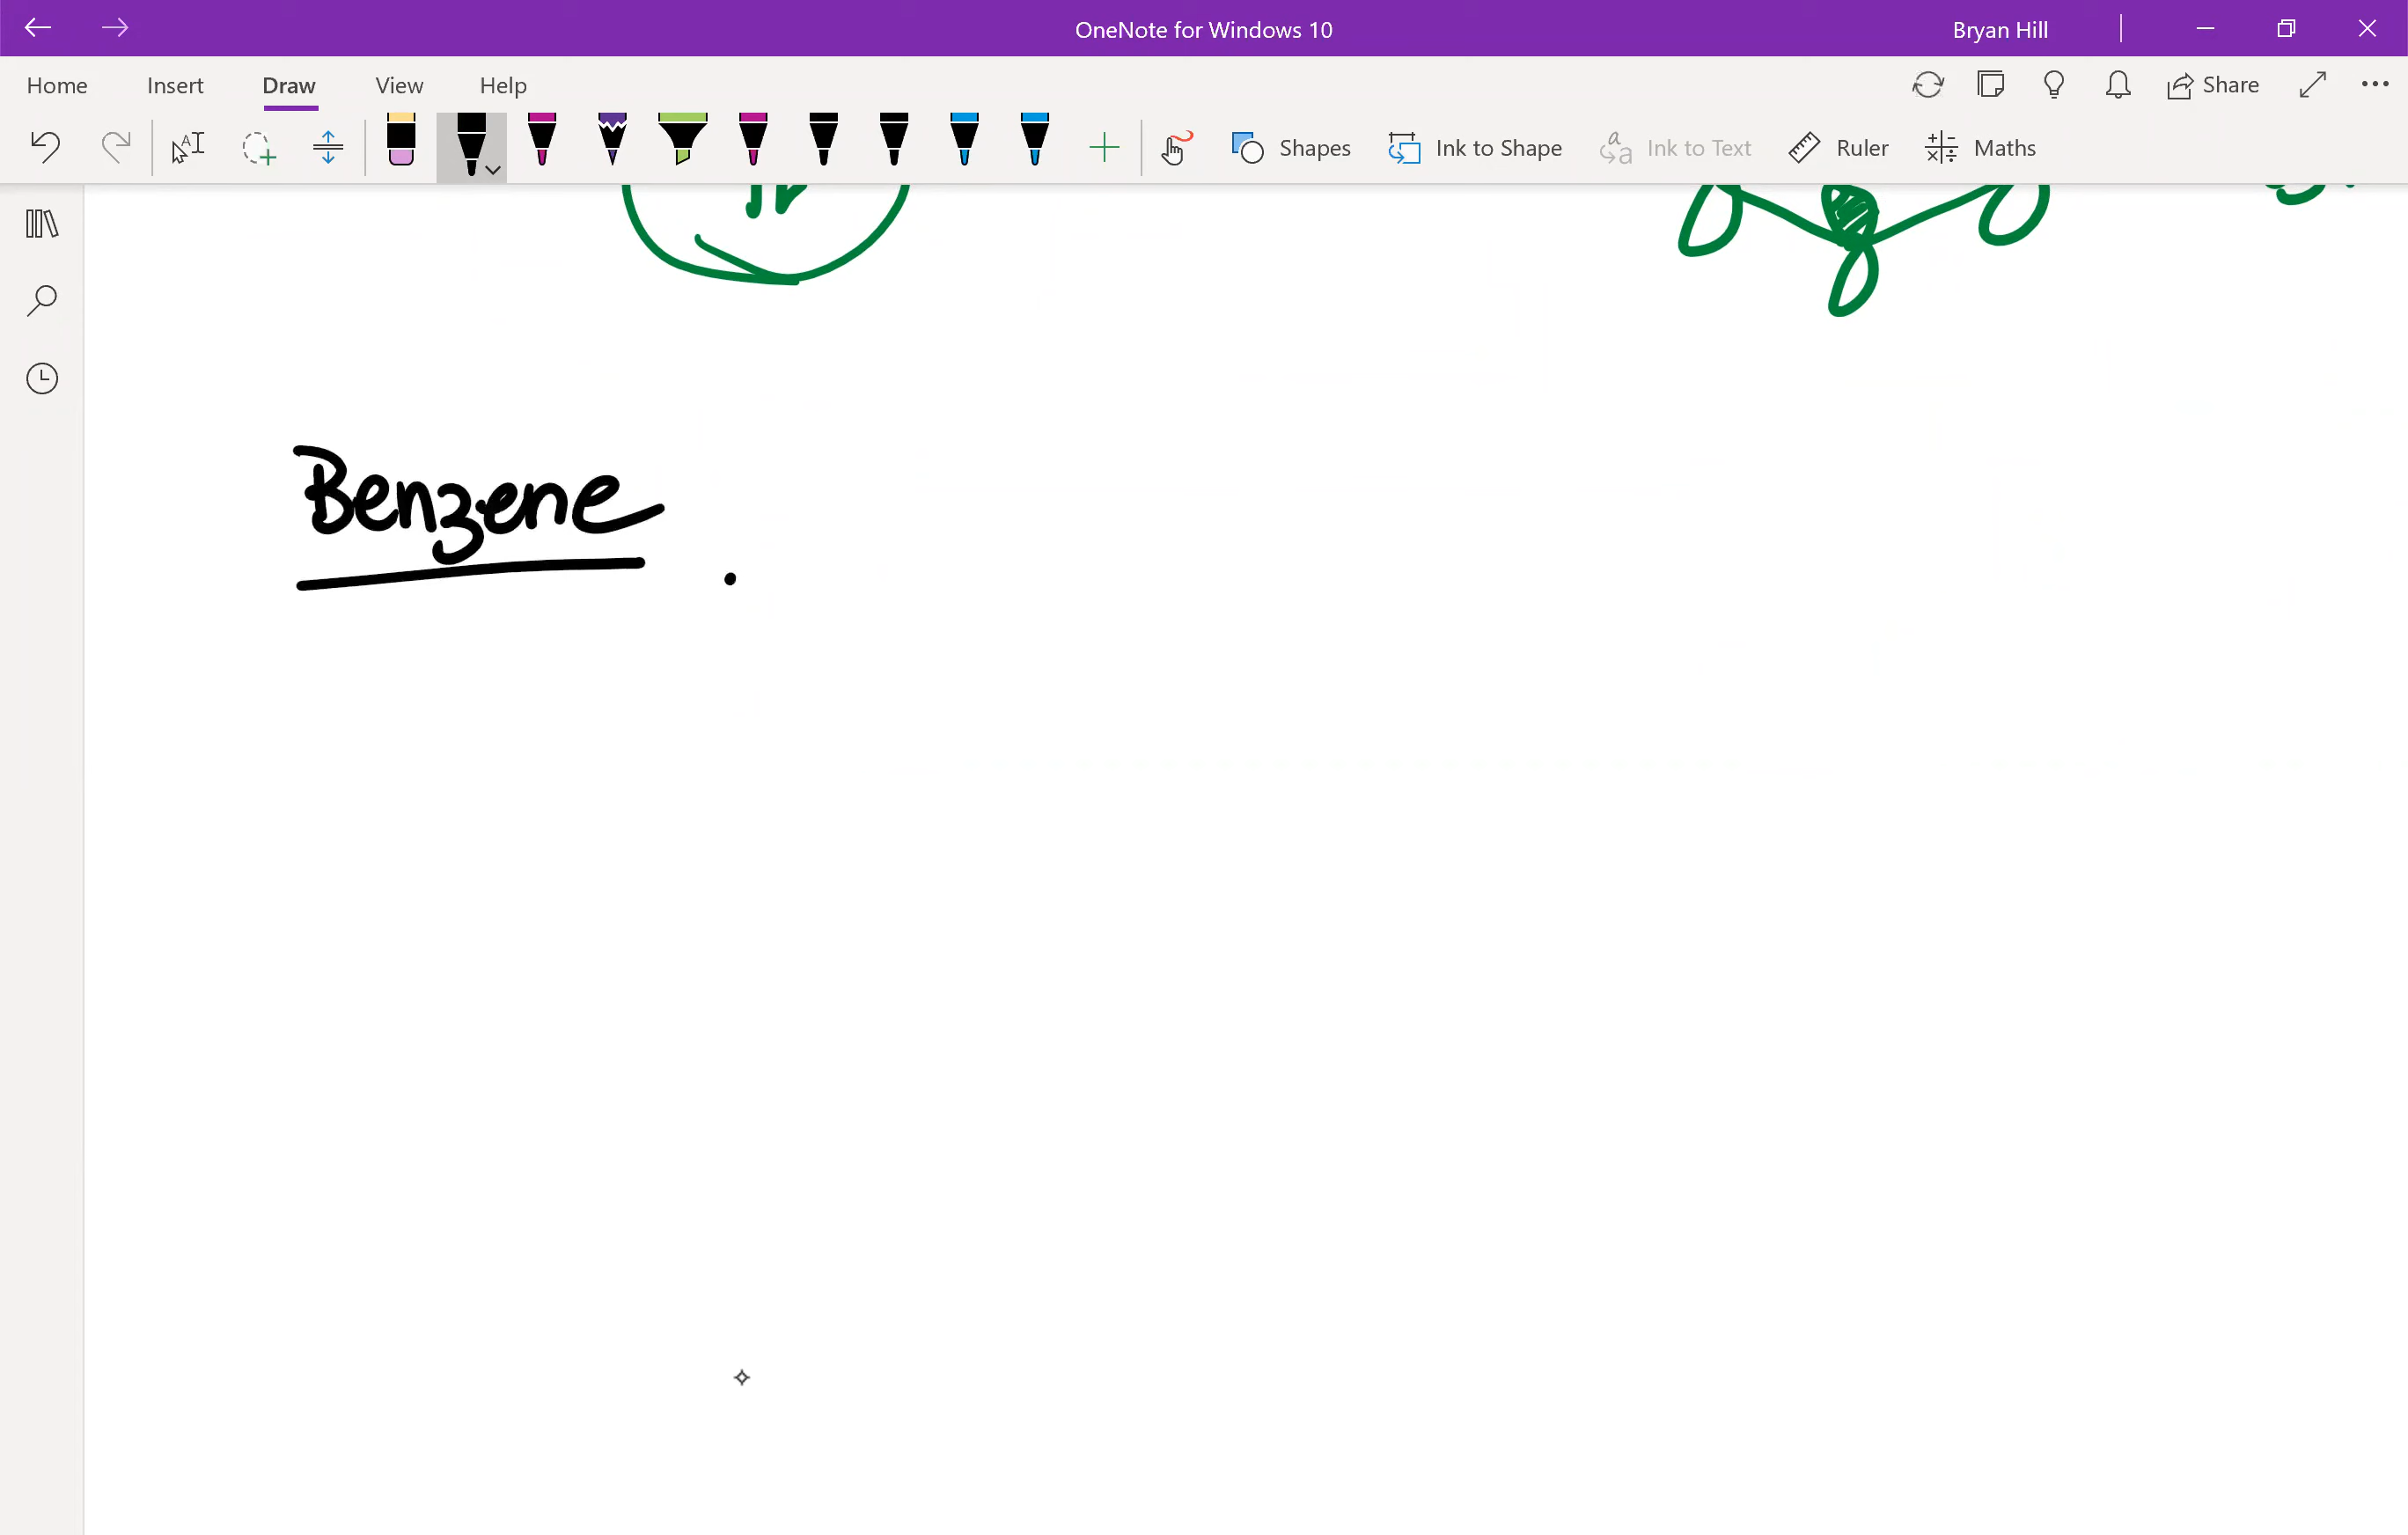 OneNote for Windows 10
Bryan Hill
Home Insert Draw View Help
Share
Shapes Ink to Shape Ink to Text Ruler Maths
Benzene